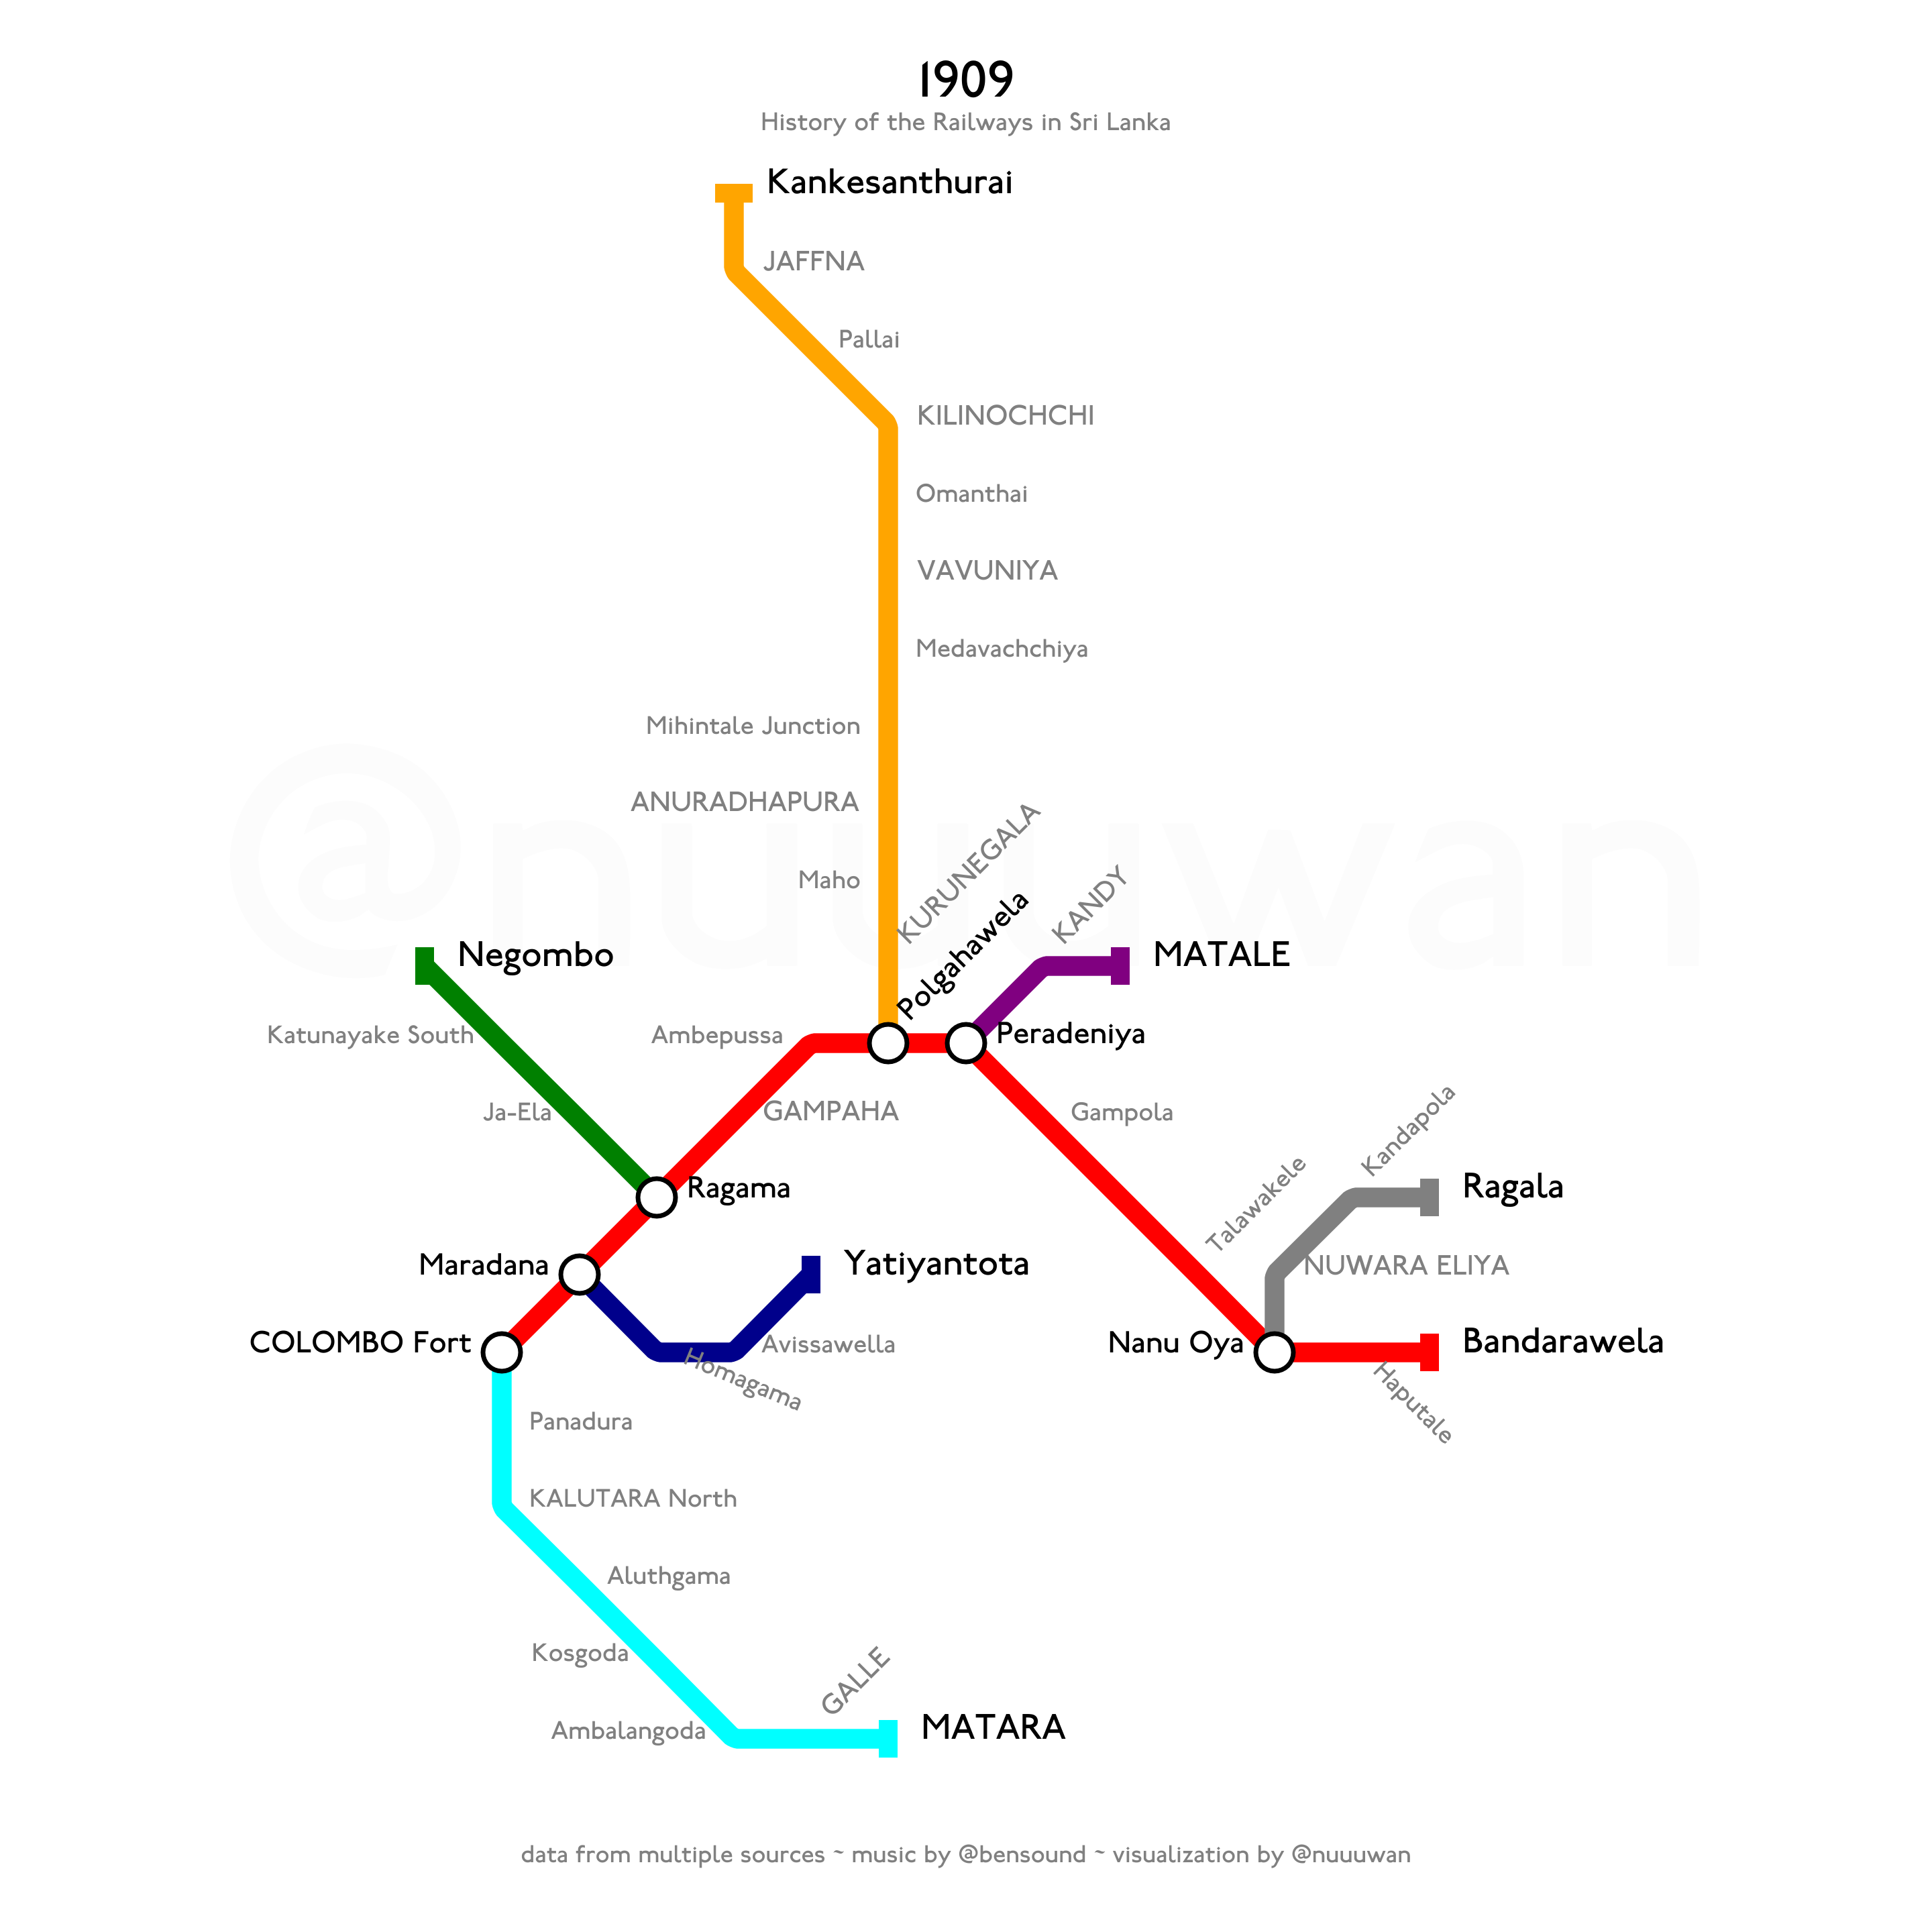 1909
History of the Railways in Sri Lanka
Kankesanthurai
JAFFNA
Pallai
KILINOCHCHI
Omanthai
VAVUNIYA
Medavachchiya
Mihintale Junction
ANURADHAPURA
@nuuuwan
Maho
KURUNEGALA
Polgahawela
KANDY
Negombo
MATALE
Katunayake South
Ambepussa
Peradeniya
Ja-Ela
GAMPAHA
Gampola
Kandapola
Ragama
Talawakele
Ragala
Maradana
Yatiyantota
NUWARA ELIYA
COLOMBO Fort
Avissawella
Homagama
Nanu Oya
Bandarawela
Haputale
Panadura
KALUTARA North
Aluthgama
Kosgoda
GALLE
Ambalangoda
MATARA
data from multiple sources ~ music by @bensound ~ visualization by @nuuuwan